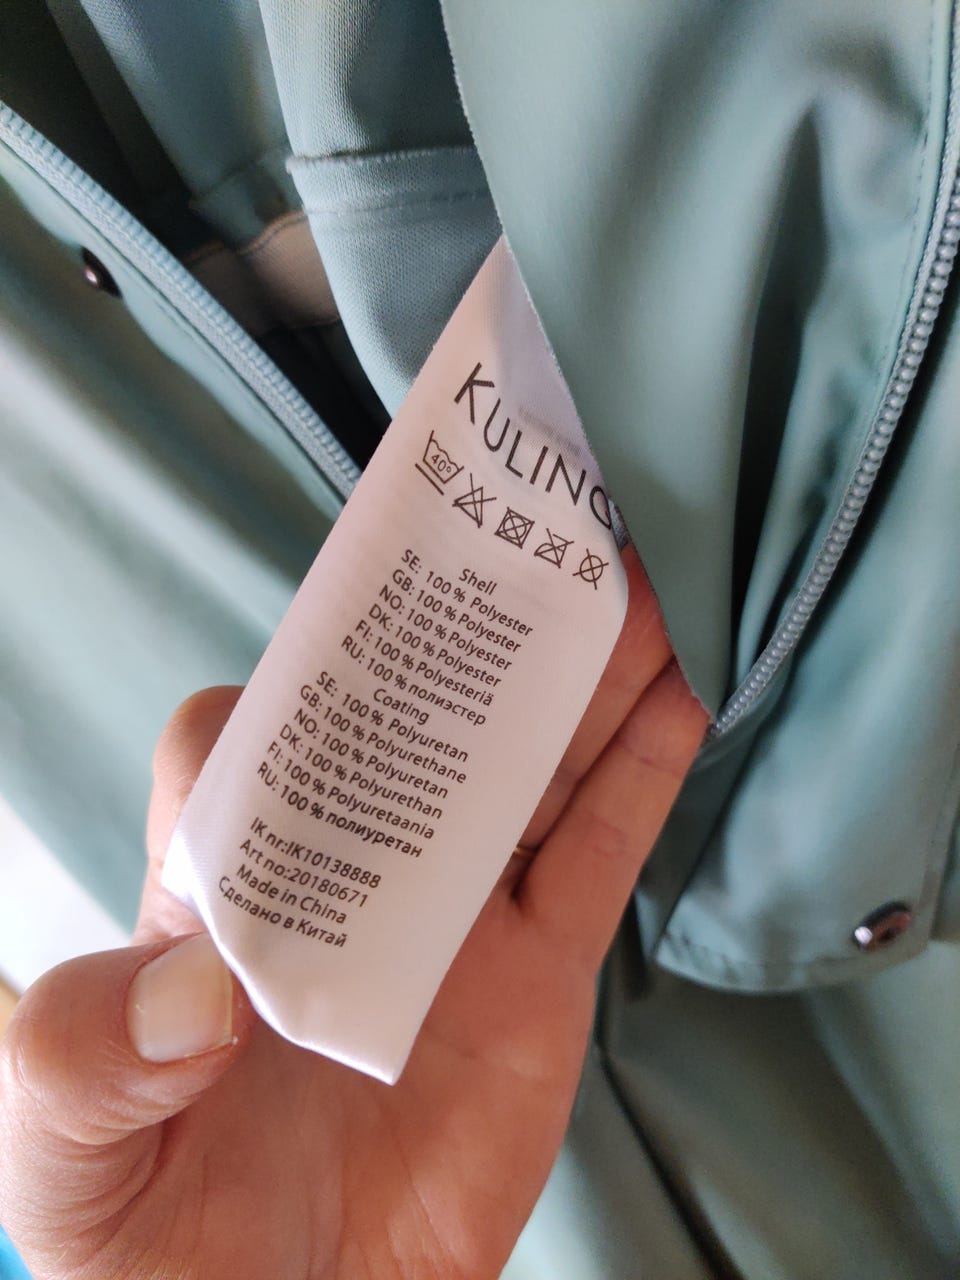 KULING
40°
Shell
SE: 100 % Polyester
GB: 100 % Polyester
NO: 100 % Polyester
DK: 100 % Polyester
FI: 100 % Polyesteriä
RU: 100 % полиэстер
Coating
SE: 100 % Polyuretan
GB: 100 % Polyurethane
NO: 100 % Polyuretan
DK: 100 % Polyurethan
FI: 100 % Polyuretaania
RU: 100 % полиуретан
IK nr:IK10138888
Art no:20180671
Made in China
Сделано в Китай